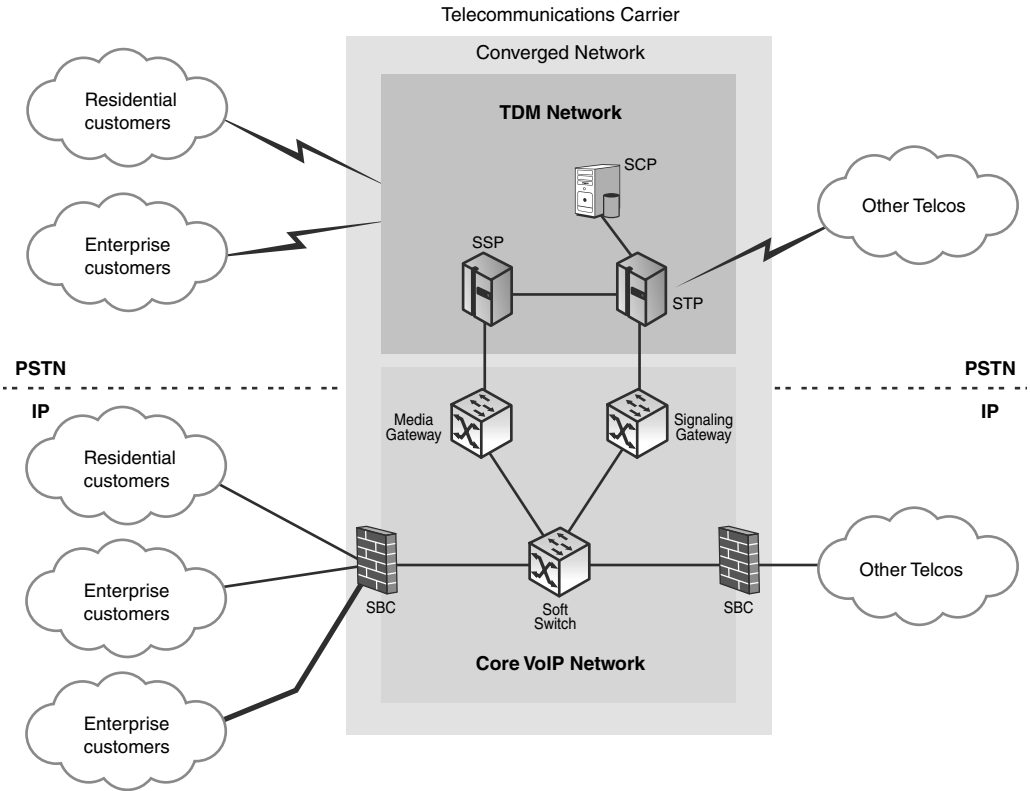 Telecommunications Carrier
Converged Network
TDM Network
Residential
customers
Enterprise
customers
SCP
SSP
STP
Other Telcos
PSTN
PSTN
IP
IP
Media
Gateway
Signaling
Gateway
Residential
customers
Enterprise
customers
Enterprise
customers
SBC
Soft
Switch
SBC
Other Telcos
Core VoIP Network